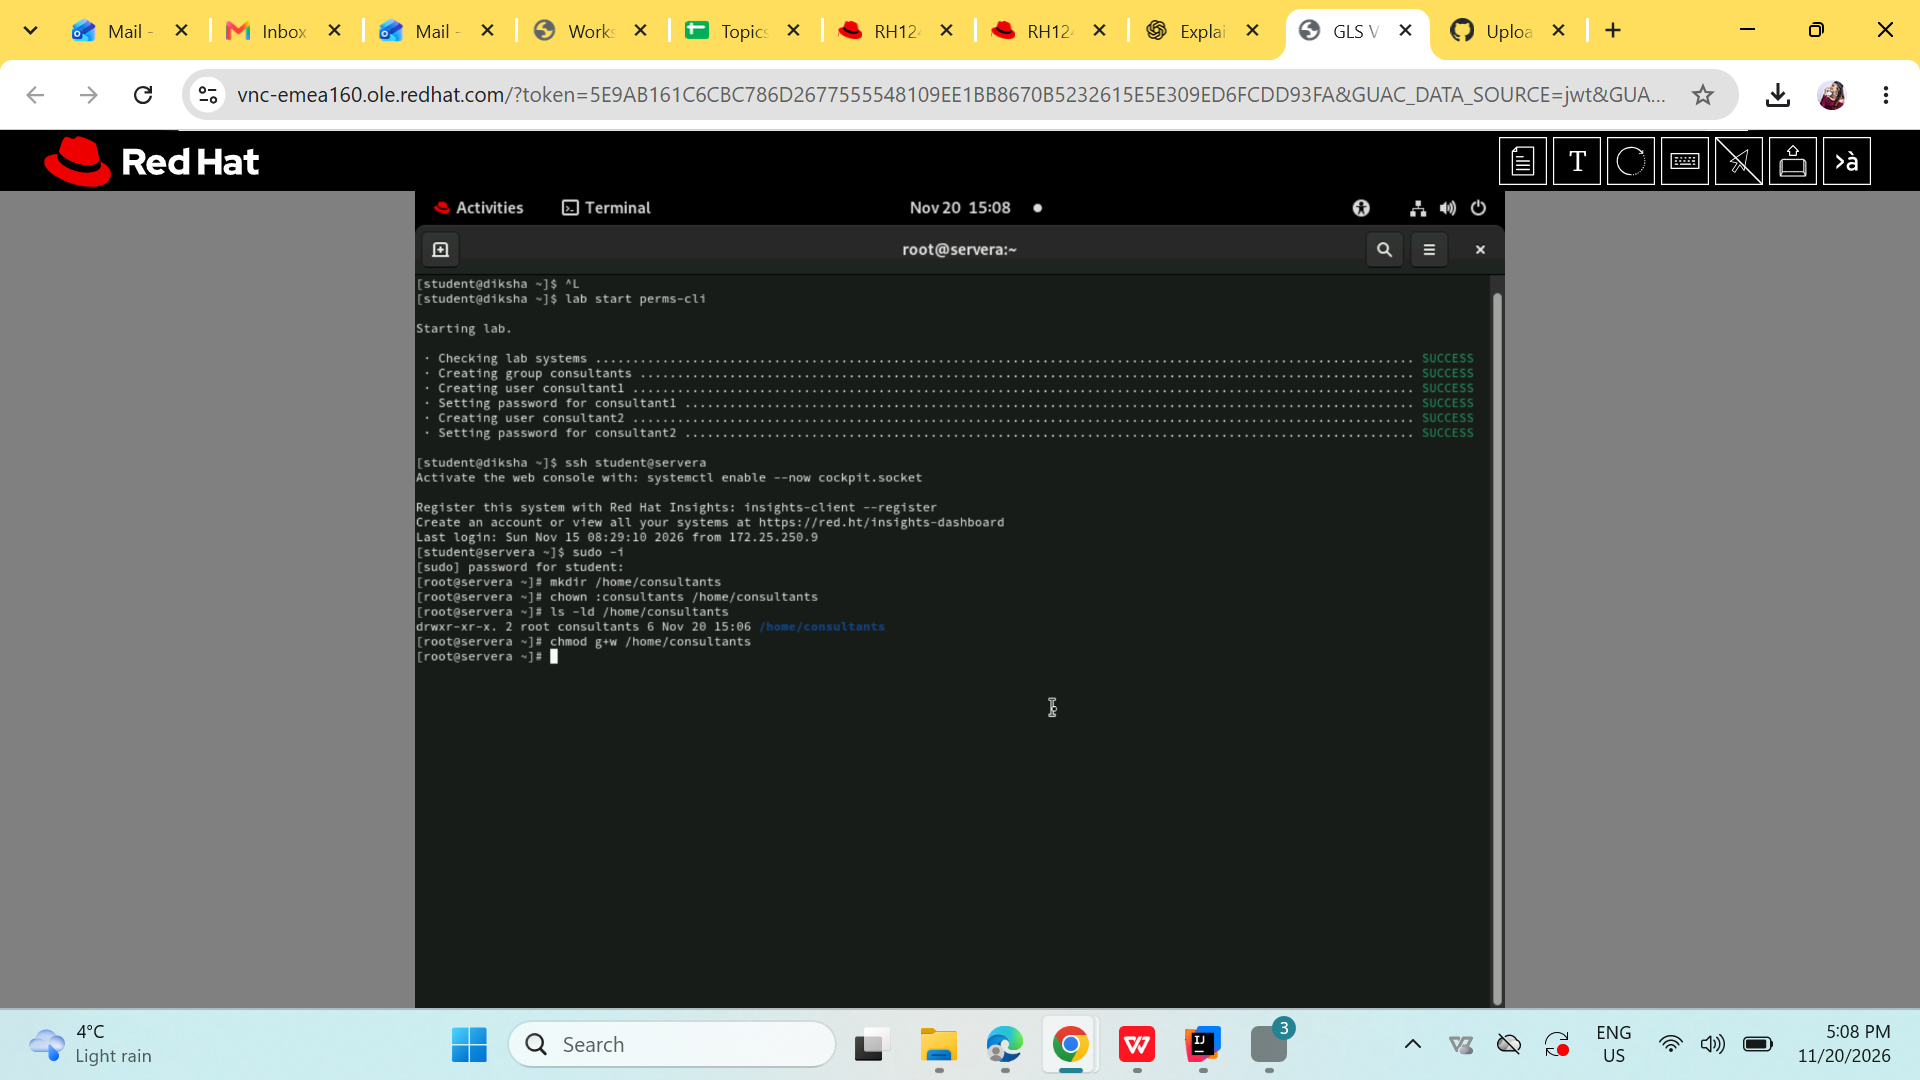 Mail -
Inbox
Mail -
Works
Topics
RH124
RH124
Explai
GLS V
Uploa
vnc-emea160.ole.redhat.com/?token=5E9AB161C6CBC786D2677555548109EE1BB8670B5232615E5E309ED6FCDD93FA&GUAC_DATA_SOURCE=jwt&GUA...
Red Hat
T
>à
Activities
Terminal
Nov 20 15:08
root@servera:~
[student@diksha ~]$ ^L
[student@diksha ~]$ lab start perms-cli
Starting lab.
· Checking lab systems .............................................................................................................. SUCCESS
· Creating group consultants ........................................................................................................ SUCCESS
· Creating user consultant1 ......................................................................................................... SUCCESS
· Setting password for consultant1 .................................................................................................. SUCCESS
· Creating user consultant2 ......................................................................................................... SUCCESS
· Setting password for consultant2 .................................................................................................. SUCCESS
[student@diksha ~]$ ssh student@servera
Activate the web console with: systemctl enable --now cockpit.socket
Register this system with Red Hat Insights: insights-client --register
Create an account or view all your systems at https://red.ht/insights-dashboard
Last login: Sun Nov 15 08:29:10 2026 from 172.25.250.9
[student@servera ~]$ sudo -i
[sudo] password for student:
[root@servera ~]# mkdir /home/consultants
[root@servera ~]# chown :consultants /home/consultants
[root@servera ~]# ls -ld /home/consultants
drwxr-xr-x. 2 root consultants 6 Nov 20 15:06 /home/consultants
[root@servera ~]# chmod g+w /home/consultants
[root@servera ~]#
4°C
Light rain
Search
3
ENG
US
5:08 PM
11/20/2026